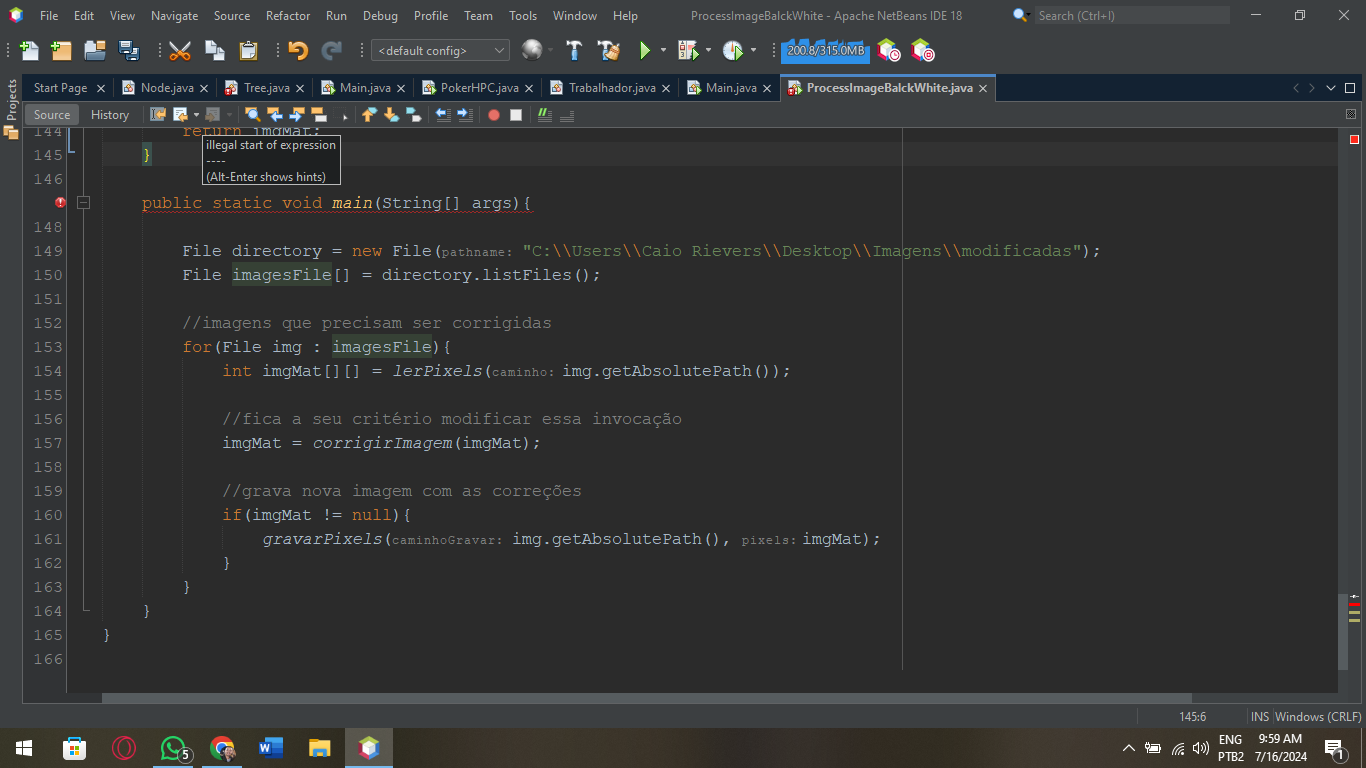 File Edit View Navigate Source Refactor Run Debug Profile Team Tools Window Help ProcessImageBalckWhite - Apache NetBeans IDE 18 Search (Ctrl+I)
<default config> 200.8/315.0MB
Projects
Start Page Node.java Tree.java Main.java PokerHPC.java Trabalhador.java Main.java ProcessImageBalckWhite.java
Source History
144 return imgMat;
illegal start of expression
----
(Alt-Enter shows hints)
145 }
146
public static void main(String[] args){
148
149 File directory = new File(pathname: "C:\\Users\\Caio Rievers\\Desktop\\Imagens\\modificadas");
150 File imagesFile[] = directory.listFiles();
151
152 //imagens que precisam ser corrigidas
153 for(File img : imagesFile){
154 int imgMat[][] = lerPixels(caminho: img.getAbsolutePath());
155
156 //fica a seu critério modificar essa invocação
157 imgMat = corrigirImagem(imgMat);
158
159 //grava nova imagem com as correções
160 if(imgMat != null){
161 gravarPixels(caminhoGravar: img.getAbsolutePath(), pixels: imgMat);
162 }
163 }
164 }
165 }
166
145:6 INS Windows (CRLF)
5 ENG 9:59 AM
PTB2 7/16/2024 1